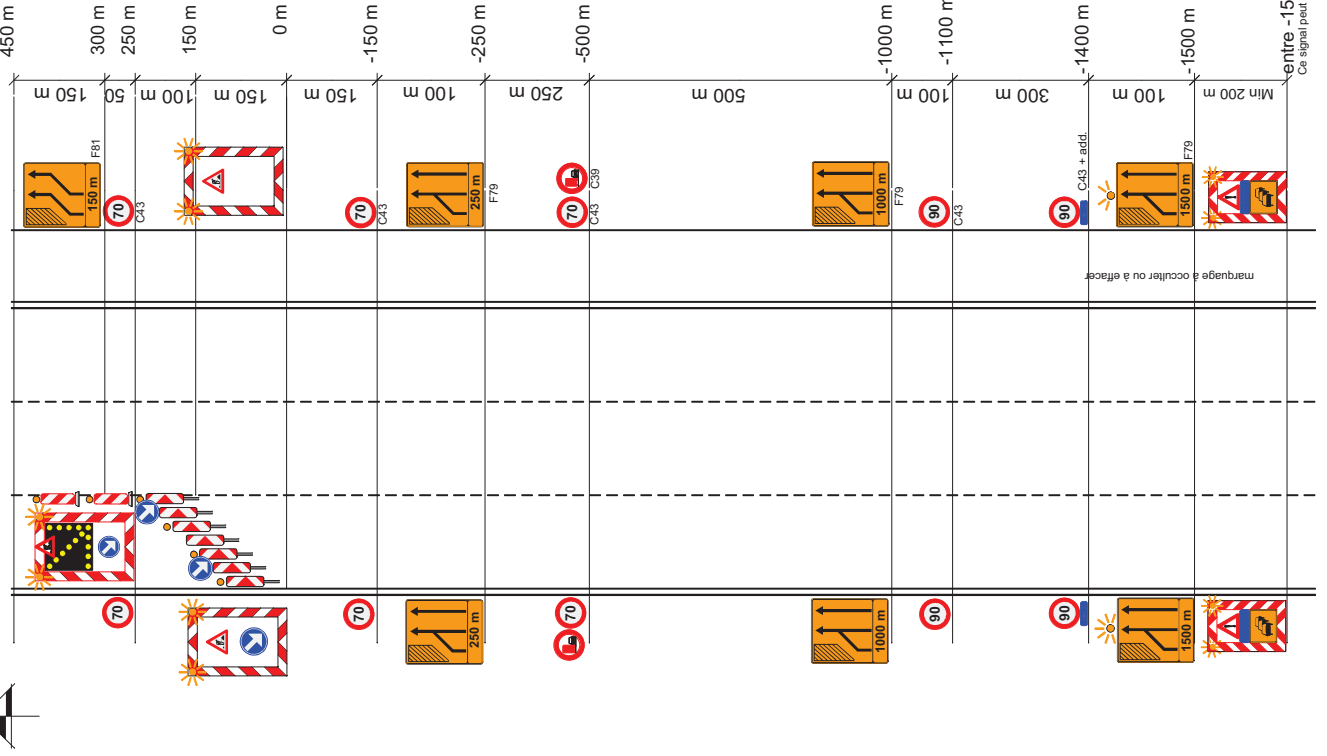 450 m
300 m
250 m
150 m
0 m
-150 m
-250 m
-500 m
-1000 m
-1100 m
-1400 m
-1500 m
entre -15
Ce signal peut
150 m
50
100 m
150 m
150 m
100 m
250 m
500 m
100 m
300 m
100 m
Min 200 m
150 m
F81
70
C43
70
C43
250 m
F79
70
C43
C39
1000 m
F79
90
C43
90
C43 + add.
1500 m
F79
marquage à occulter ou à effacer
70
70
250 m
70
1000 m
90
90
1500 m